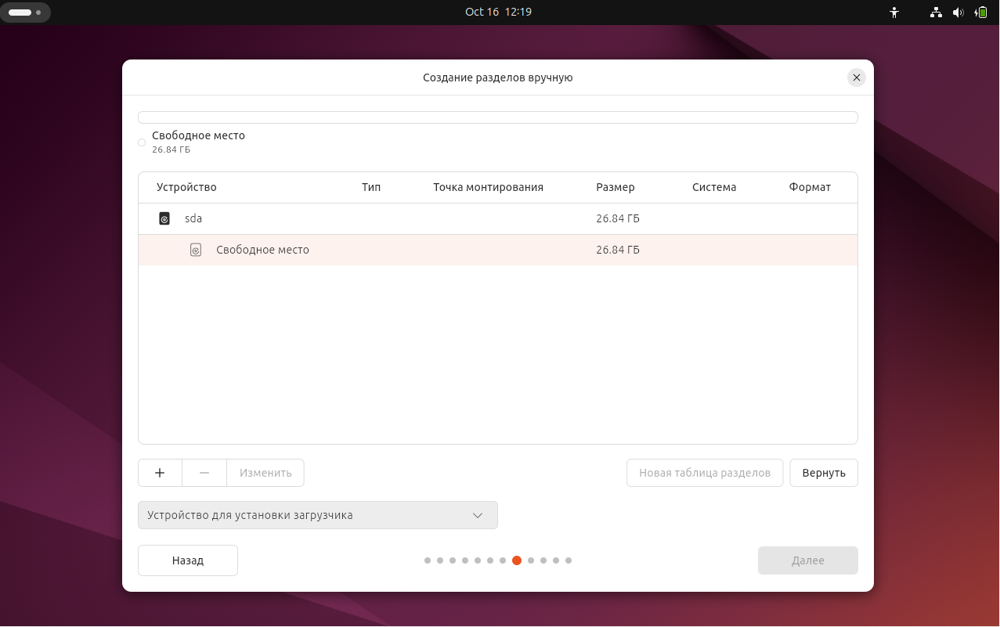 Oct 16 12:19
Создание разделов вручную
Свободное место
26.84 ГБ
Устройство Тип Точка монтирования Размер Система Формат
sda 26.84 ГБ
Свободное место 26.84 ГБ
+ − Изменить Новая таблица разделов Вернуть
Устройство для установки загрузчика
Назад Далее